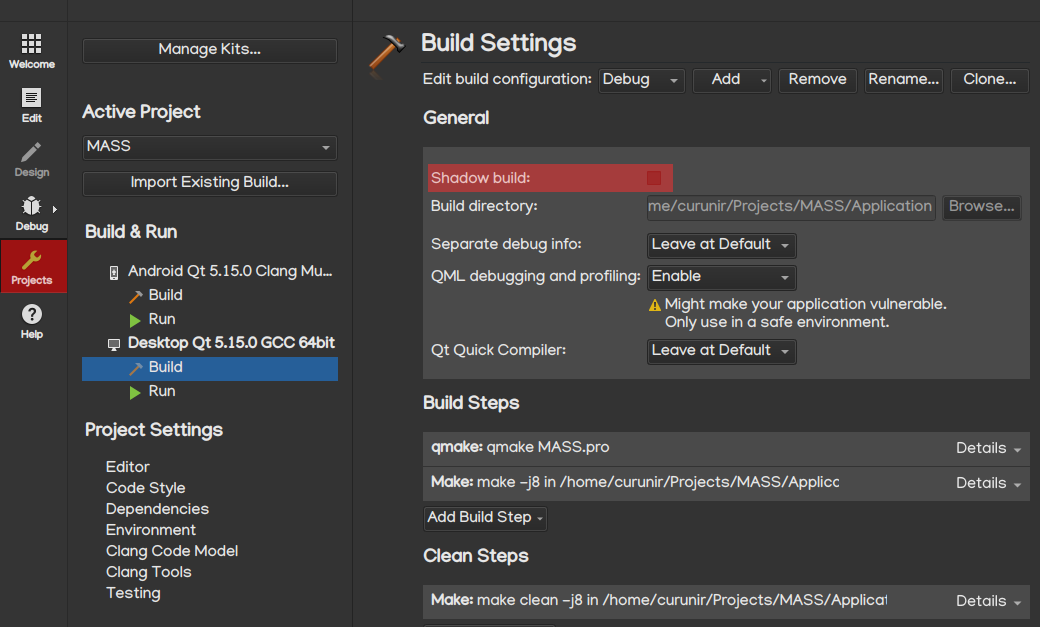 Welcome
Edit
Design
Debug
Projects
Help
Manage Kits...
Active Project
MASS
Import Existing Build...
Build & Run
Android Qt 5.15.0 Clang Mu...
Build
Run
Desktop Qt 5.15.0 GCC 64bit
Build
Run
Project Settings
Editor
Code Style
Dependencies
Environment
Clang Code Model
Clang Tools
Testing
Build Settings
Edit build configuration: Debug Add Remove Rename... Clone...
General
Shadow build:
Build directory: me/curunir/Projects/MASS/Application Browse...
Separate debug info: Leave at Default
QML debugging and profiling: Enable
Might make your application vulnerable.
Only use in a safe environment.
Qt Quick Compiler: Leave at Default
Build Steps
qmake: qmake MASS.pro Details
Make: make -j8 in /home/curunir/Projects/MASS/Applicc Details
Add Build Step
Clean Steps
Make: make clean -j8 in /home/curunir/Projects/MASS/Applicat Details